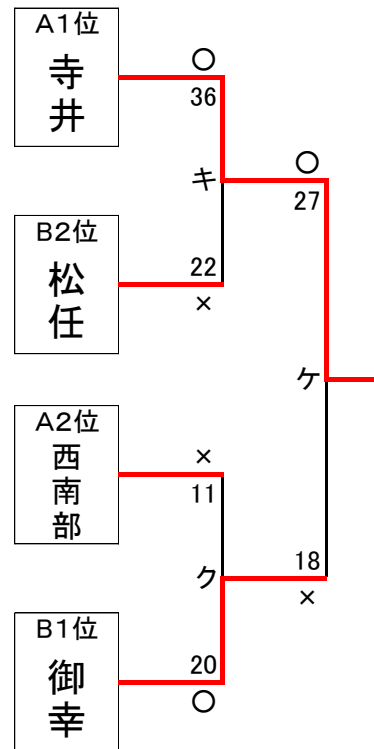 A1位
寺井
○
36
キ
○
27
B2位
松任
22
×
ケ
A2位
西南部
×
11
ク
18
×
B1位
御幸
20
○